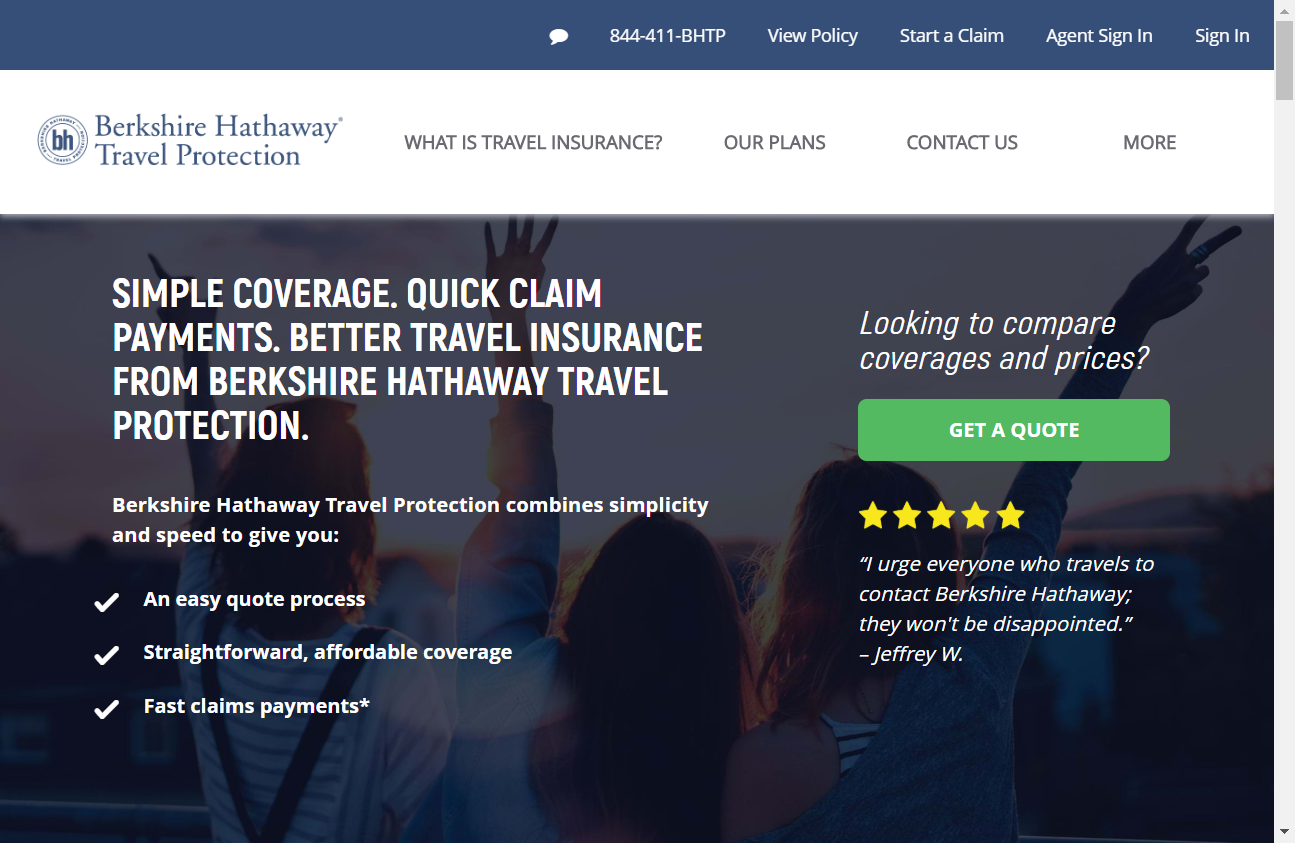 844-411-BHTP View Policy Start a Claim Agent Sign In Sign In
bh
Berkshire Hathaway®
Travel Protection
WHAT IS TRAVEL INSURANCE? OUR PLANS CONTACT US MORE
SIMPLE COVERAGE. QUICK CLAIM
PAYMENTS. BETTER TRAVEL INSURANCE
FROM BERKSHIRE HATHAWAY TRAVEL
PROTECTION.
Berkshire Hathaway Travel Protection combines simplicity
and speed to give you:
An easy quote process
Straightforward, affordable coverage
Fast claims payments*
Looking to compare
coverages and prices?
GET A QUOTE
“I urge everyone who travels to
contact Berkshire Hathaway;
they won't be disappointed.”
– Jeffrey W.